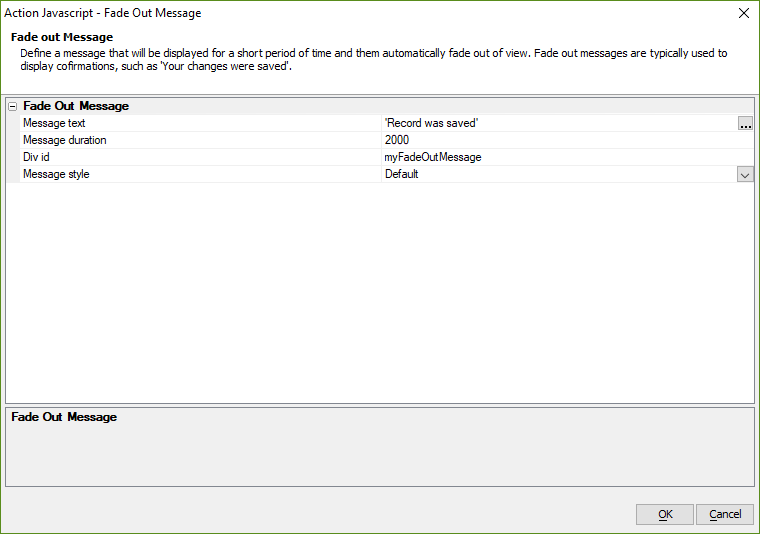 Action Javascript - Fade Out Message
Fade out Message
Define a message that will be displayed for a short period of time and them automatically fade out of view. Fade out messages are typically used to
display cofirmations, such as 'Your changes were saved'.
Fade Out Message
Message text 'Record was saved' ...
Message duration 2000
Div id myFadeOutMessage
Message style Default
Fade Out Message
OK Cancel